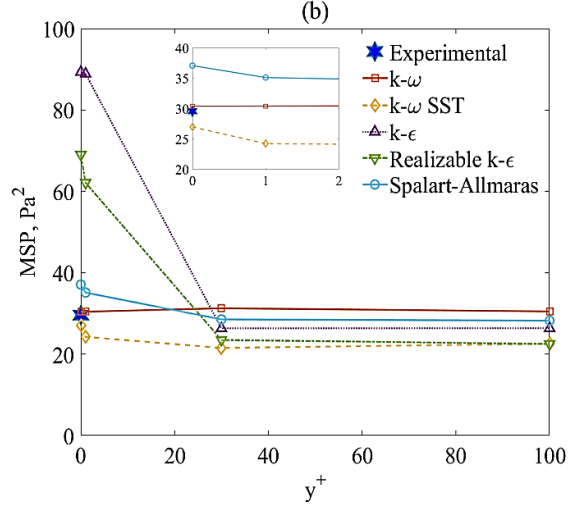 (b)
100
80
60
40
20
0
MSP, Pa²
0
20
40
60
80
100
y⁺
40
35
30
25
20
0
1
2
Experimental
k-ω
k-ω SST
k-ϵ
Realizable k-ϵ
Spalart-Allmaras